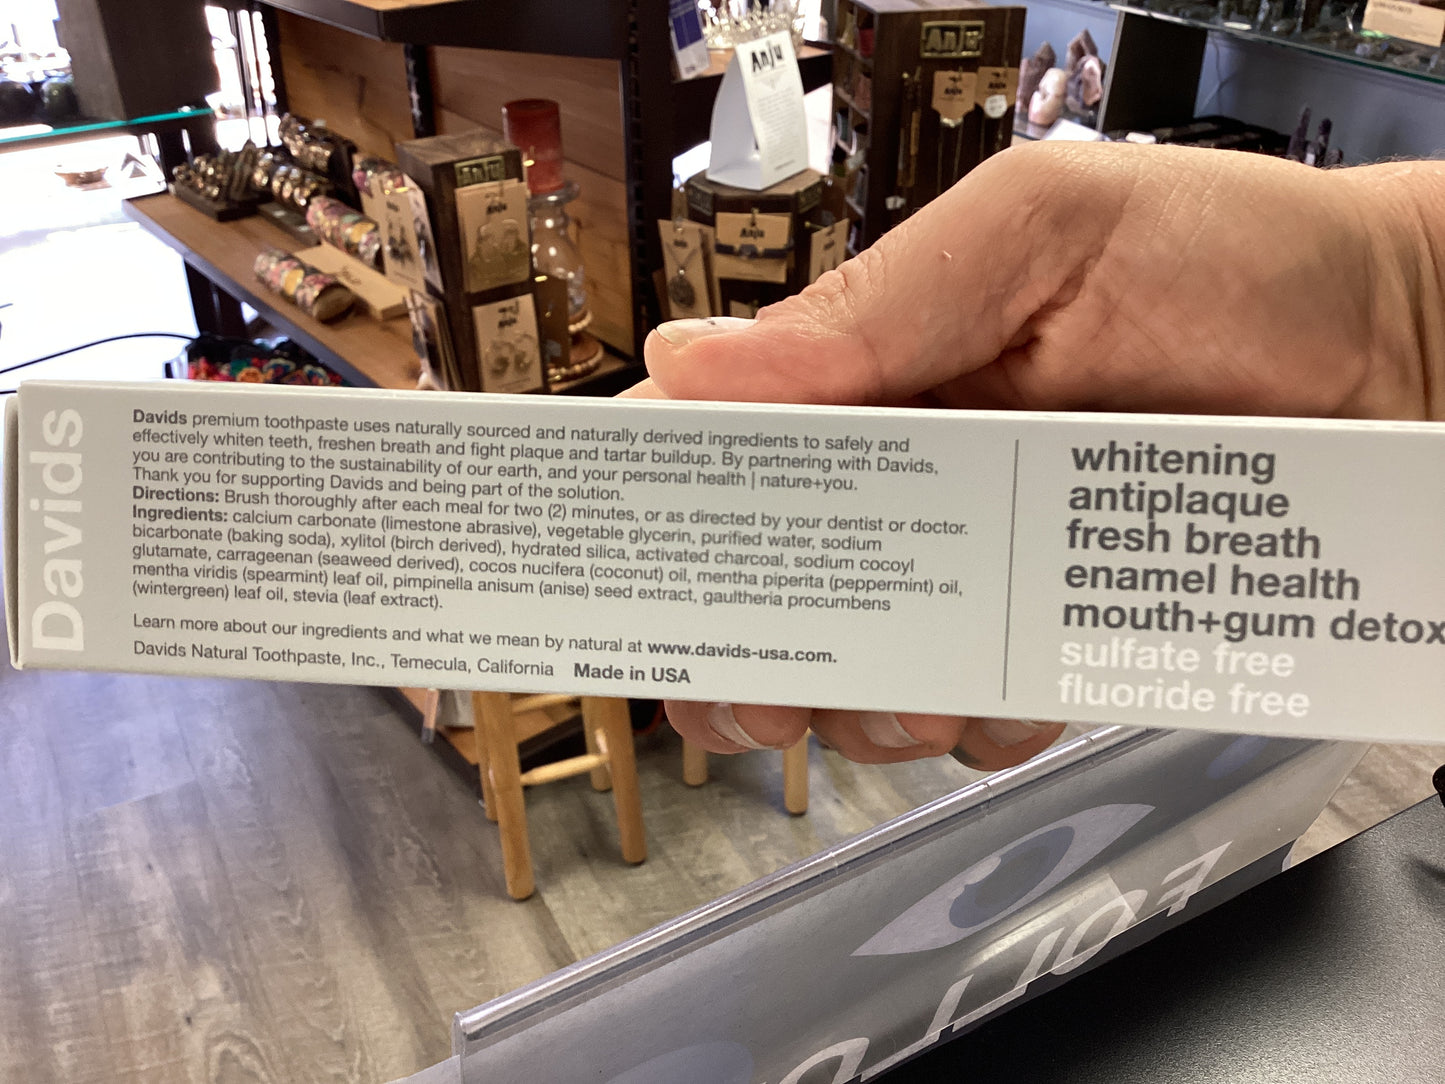 Anju
Anju
Anju
Anju
Anju
Davids
Davids premium toothpaste uses naturally sourced and naturally derived ingredients to safely and
effectively whiten teeth, freshen breath and fight plaque and tartar buildup. By partnering with Davids,
you are contributing to the sustainability of our earth, and your personal health | nature+you.
Thank you for supporting Davids and being part of the solution.
Directions: Brush thoroughly after each meal for two (2) minutes, or as directed by your dentist or doctor.
Ingredients: calcium carbonate (limestone abrasive), vegetable glycerin, purified water, sodium
bicarbonate (baking soda), xylitol (birch derived), hydrated silica, activated charcoal, sodium cocoyl
glutamate, carrageenan (seaweed derived), cocos nucifera (coconut) oil, mentha piperita (peppermint) oil,
mentha viridis (spearmint) leaf oil, pimpinella anisum (anise) seed extract, gaultheria procumbens
(wintergreen) leaf oil, stevia (leaf extract).
Learn more about our ingredients and what we mean by natural at www.davids-usa.com.
Davids Natural Toothpaste, Inc., Temecula, California Made in USA
whitening
antiplaque
fresh breath
enamel health
mouth+gum detox
sulfate free
fluoride free
FOLL